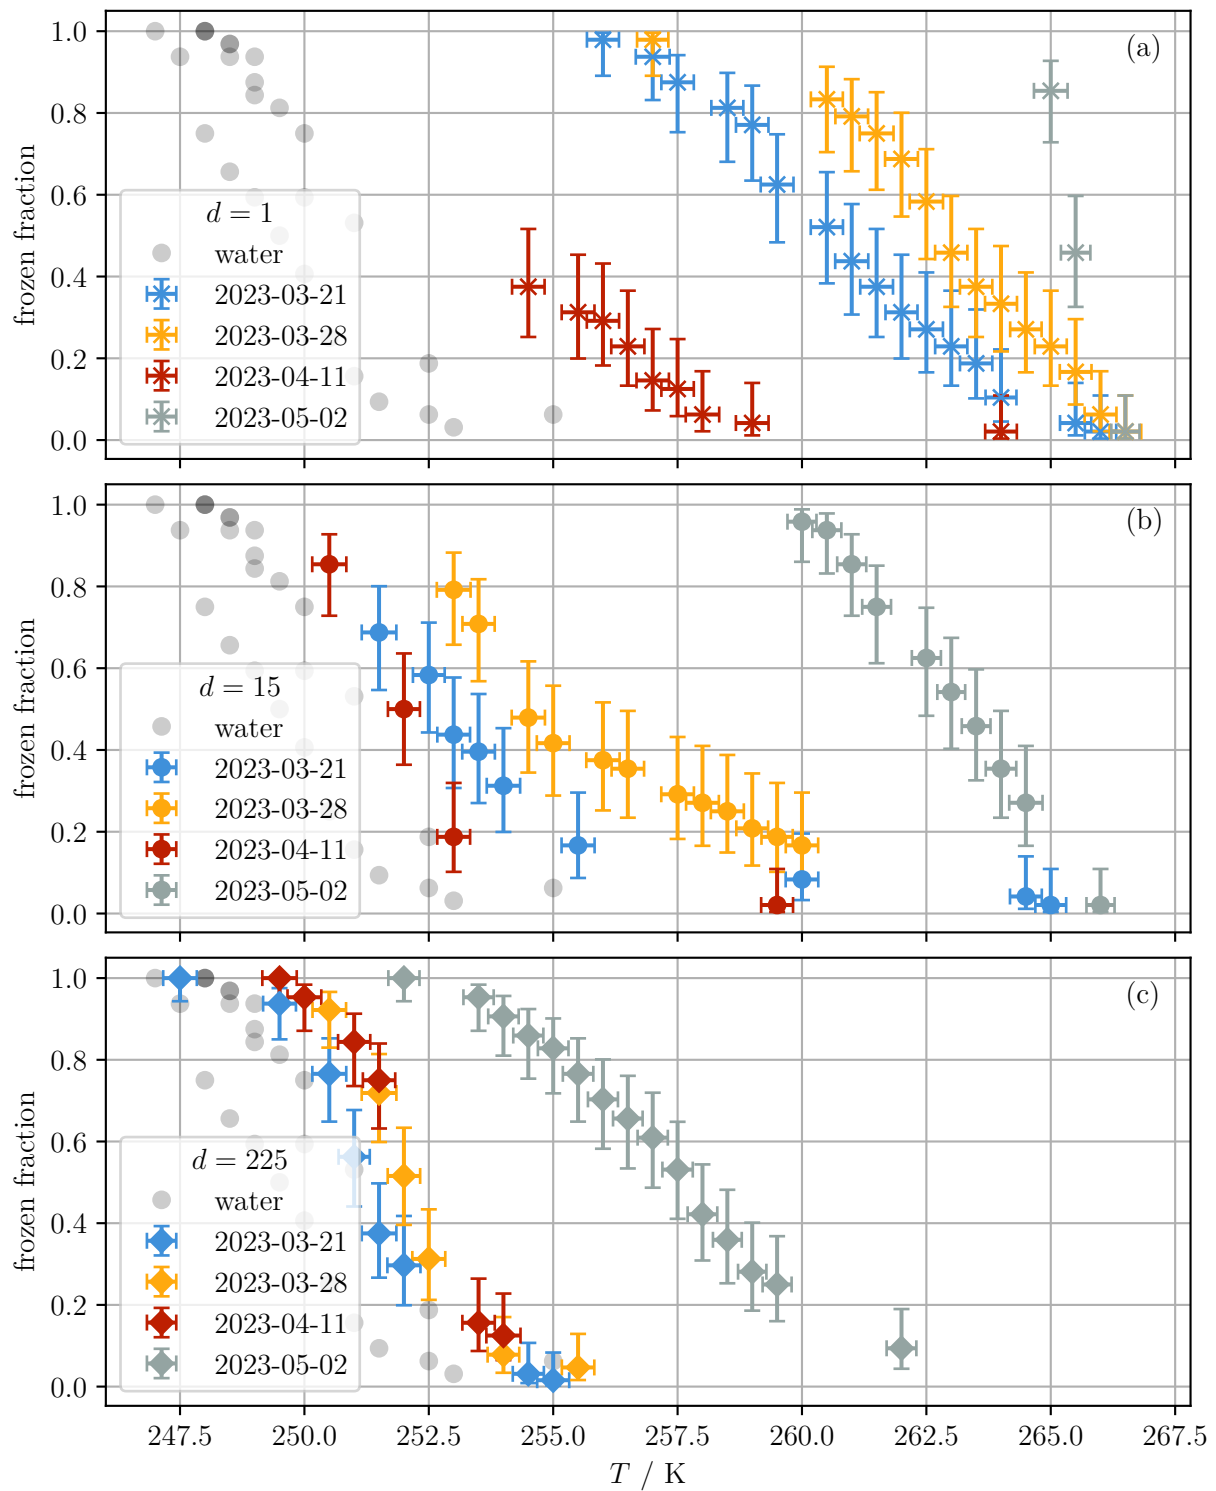 (a)
1.0
0.8
0.6
0.4
0.2
0.0
frozen fraction
d = 1
water
2023-03-21
2023-03-28
2023-04-11
2023-05-02
(b)
1.0
0.8
0.6
0.4
0.2
0.0
frozen fraction
d = 15
water
2023-03-21
2023-03-28
2023-04-11
2023-05-02
(c)
1.0
0.8
0.6
0.4
0.2
0.0
frozen fraction
d = 225
water
2023-03-21
2023-03-28
2023-04-11
2023-05-02
247.5 250.0 252.5 255.0 257.5 260.0 262.5 265.0 267.5
T / K